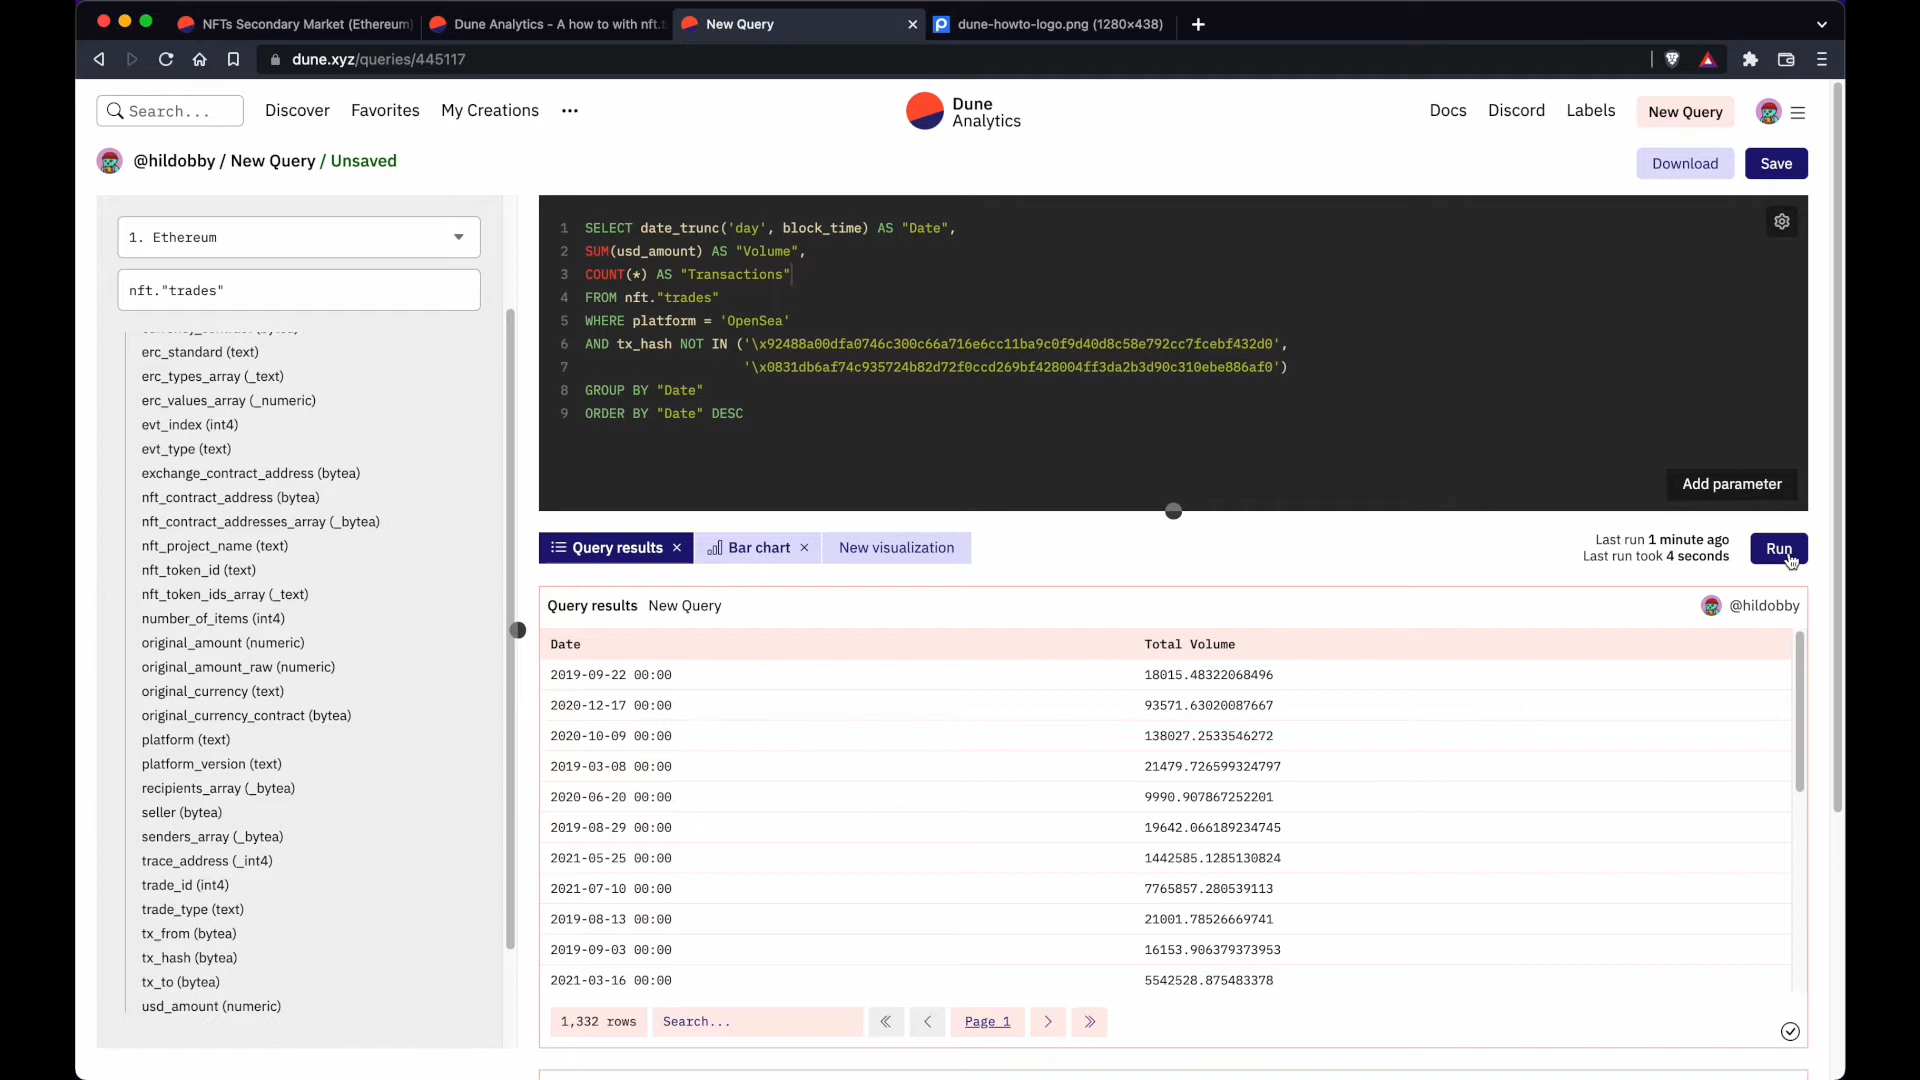 NFTs Secondary Market (Ethereum)
Dune Analytics - A how to with nft.t
New Query
dune-howto-logo.png (1280×438)
dune.xyz/queries/445117
Search...
Discover
Favorites
My Creations
Dune
Analytics
Docs
Discord
Labels
New Query
@hildobby / New Query / Unsaved
Download
Save
1. Ethereum
nft."trades"
currency_contract (bytea)
erc_standard (text)
erc_types_array (_text)
erc_values_array (_numeric)
evt_index (int4)
evt_type (text)
exchange_contract_address (bytea)
nft_contract_address (bytea)
nft_contract_addresses_array (_bytea)
nft_project_name (text)
nft_token_id (text)
nft_token_ids_array (_text)
number_of_items (int4)
original_amount (numeric)
original_amount_raw (numeric)
original_currency (text)
original_currency_contract (bytea)
platform (text)
platform_version (text)
recipients_array (_bytea)
seller (bytea)
senders_array (_bytea)
trace_address (_int4)
trade_id (int4)
trade_type (text)
tx_from (bytea)
tx_hash (bytea)
tx_to (bytea)
usd_amount (numeric)
1 SELECT date_trunc('day', block_time) AS "Date",
2 SUM(usd_amount) AS "Volume",
3 COUNT(*) AS "Transactions"
4 FROM nft."trades"
5 WHERE platform = 'OpenSea'
6 AND tx_hash NOT IN ('\x92488a00dfa0746c300c66a716e6cc11ba9c0f9d40d8c58e792cc7fcebf432d0',
7 '\x0831db6af74c935724b82d72f0ccd269bf428004ff3da2b3d90c310ebe886af0')
8 GROUP BY "Date"
9 ORDER BY "Date" DESC
Add parameter
Query results
Bar chart
New visualization
Last run 1 minute ago
Last run took 4 seconds
Run
Query results New Query
@hildobby
Date Total Volume
2019-09-22 00:00 18015.48322068496
2020-12-17 00:00 93571.63020087667
2020-10-09 00:00 138027.2533546272
2019-03-08 00:00 21479.726599324797
2020-06-20 00:00 9990.907867252201
2019-08-29 00:00 19642.066189234745
2021-05-25 00:00 1442585.1285130824
2021-07-10 00:00 7765857.280539113
2019-08-13 00:00 21001.78526669741
2019-09-03 00:00 16153.906379373953
2021-03-16 00:00 5542528.875483378
1,332 rows
Search...
Page 1